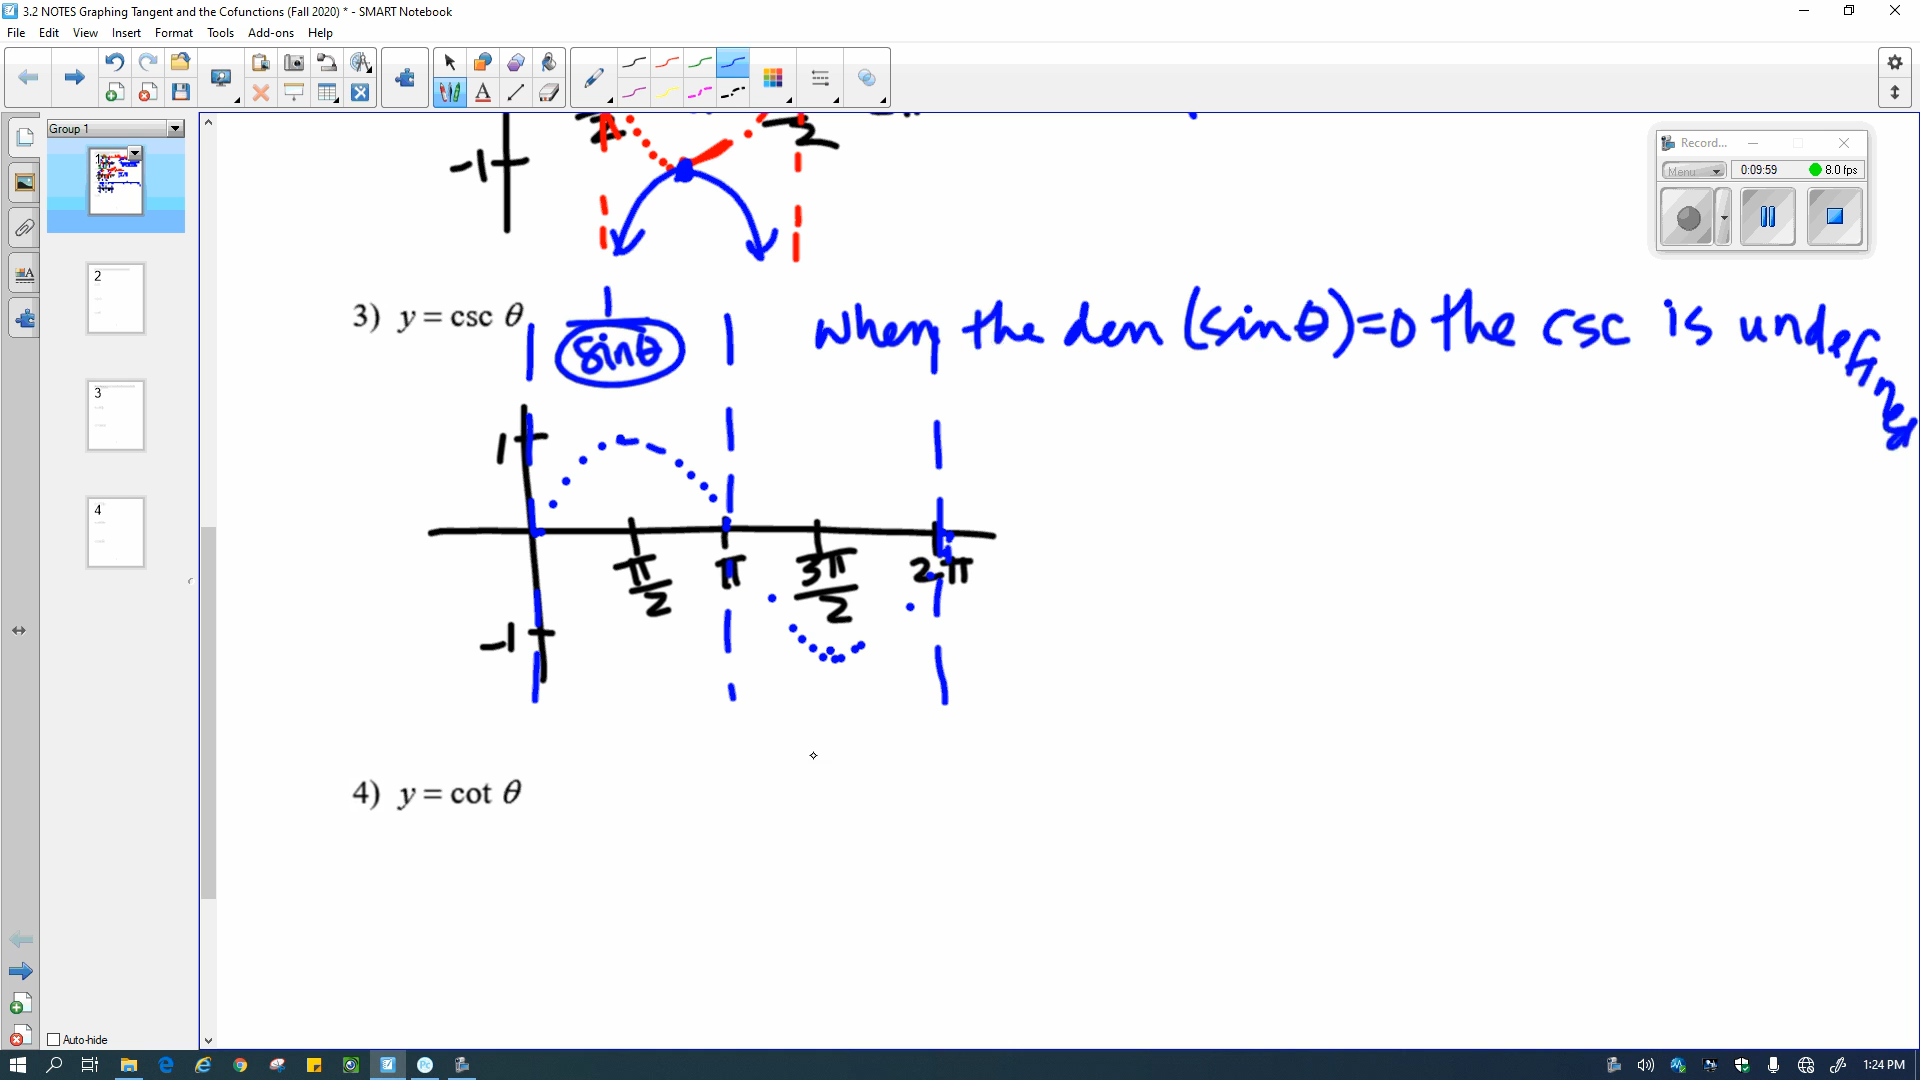 3.2 NOTES Graphing Tangent and the Cofunctions (Fall 2020) * - SMART Notebook
File Edit View Insert Format Tools Add-ons Help
Group 1
1
2
3
4
Auto-hide
Record...
Menu 0:09:59 8.0 fps
-1
2
2
3) y = csc θ
1
sinθ
when the den (sinθ)=0 the csc is undefined
1
π/2 π 3π/2 2π
-1
4) y = cot θ
1:24 PM